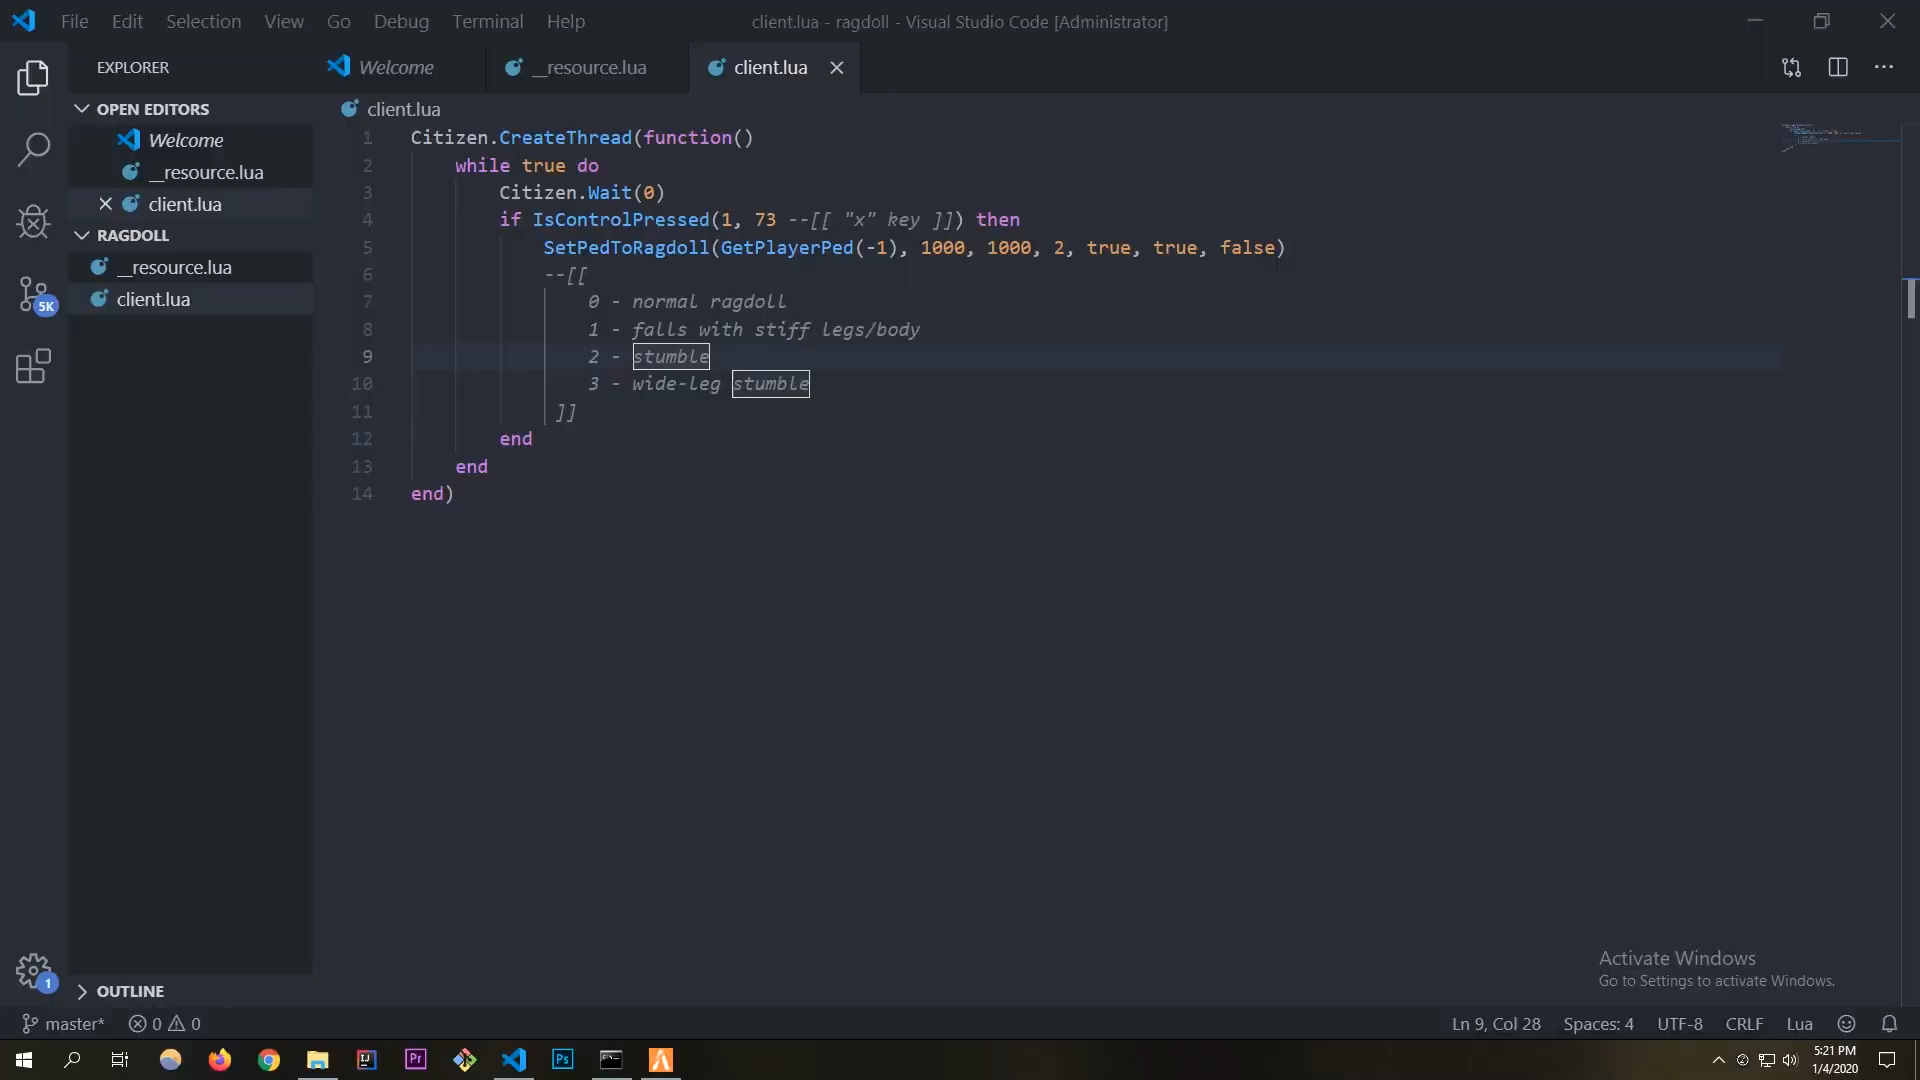 File Edit Selection View Go Debug Terminal Help
client.lua - ragdoll - Visual Studio Code [Administrator]
EXPLORER
Welcome
__resource.lua
client.lua
OPEN EDITORS
Welcome
__resource.lua
client.lua
RAGDOLL
__resource.lua
client.lua
5K
client.lua
1 Citizen.CreateThread(function()
2 while true do
3 Citizen.Wait(0)
4 if IsControlPressed(1, 73 --[[ "x" key ]]) then
5 SetPedToRagdoll(GetPlayerPed(-1), 1000, 1000, 2, true, true, false)
6 --[[
7 0 - normal ragdoll
8 1 - falls with stiff legs/body
9 2 - stumble
10 3 - wide-leg stumble
11 ]]
12 end
13 end
14 end)
Activate Windows
Go to Settings to activate Windows.
1
OUTLINE
master* 0 0
Ln 9, Col 28 Spaces: 4 UTF-8 CRLF Lua
IJ Pr Ps
5:21 PM
1/4/2020